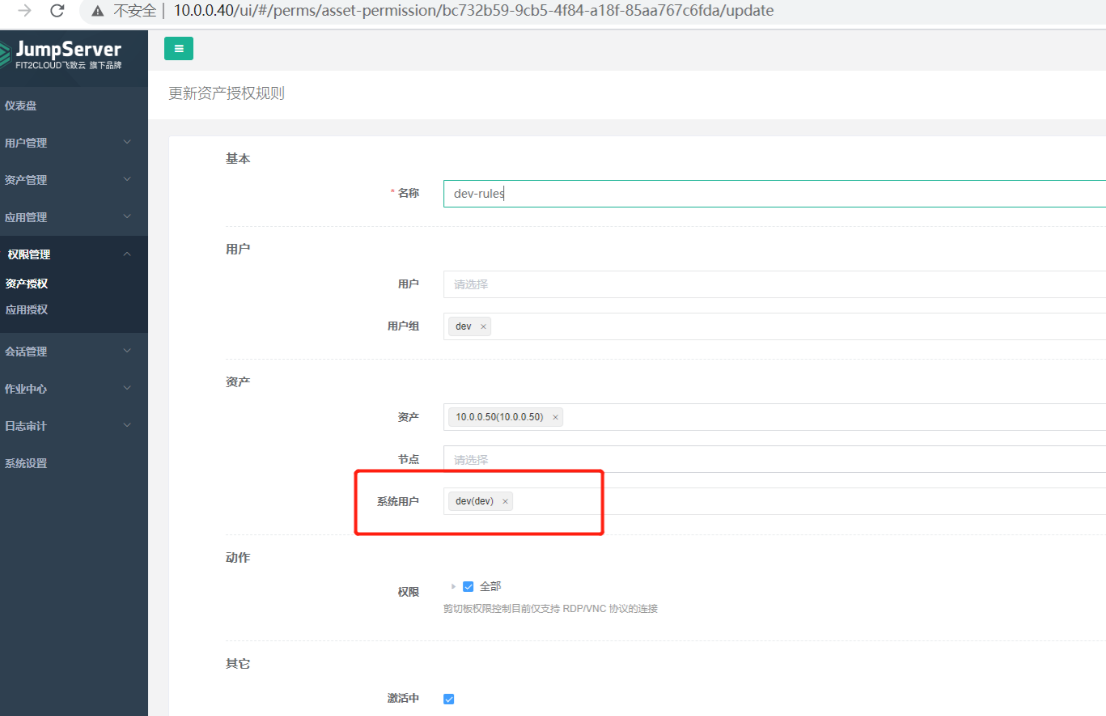 不安全 | 10.0.0.40/ui/#/perms/asset-permission/bc732b59-9cb5-4f84-a18f-85aa767c6fda/update
JumpServer
FIT2CLOUD飞致云 旗下品牌
更新资产授权规则
仪表盘
用户管理
资产管理
应用管理
权限管理
资产授权
应用授权
会话管理
作业中心
日志审计
系统设置
基本
* 名称 dev-rules
用户
用户 请选择
用户组 dev ×
资产
资产 10.0.0.50(10.0.0.50) ×
节点 请选择
系统用户 dev(dev) ×
动作
权限 全部
剪切板权限控制目前仅支持 RDP/VNC 协议的连接
其它
激活中